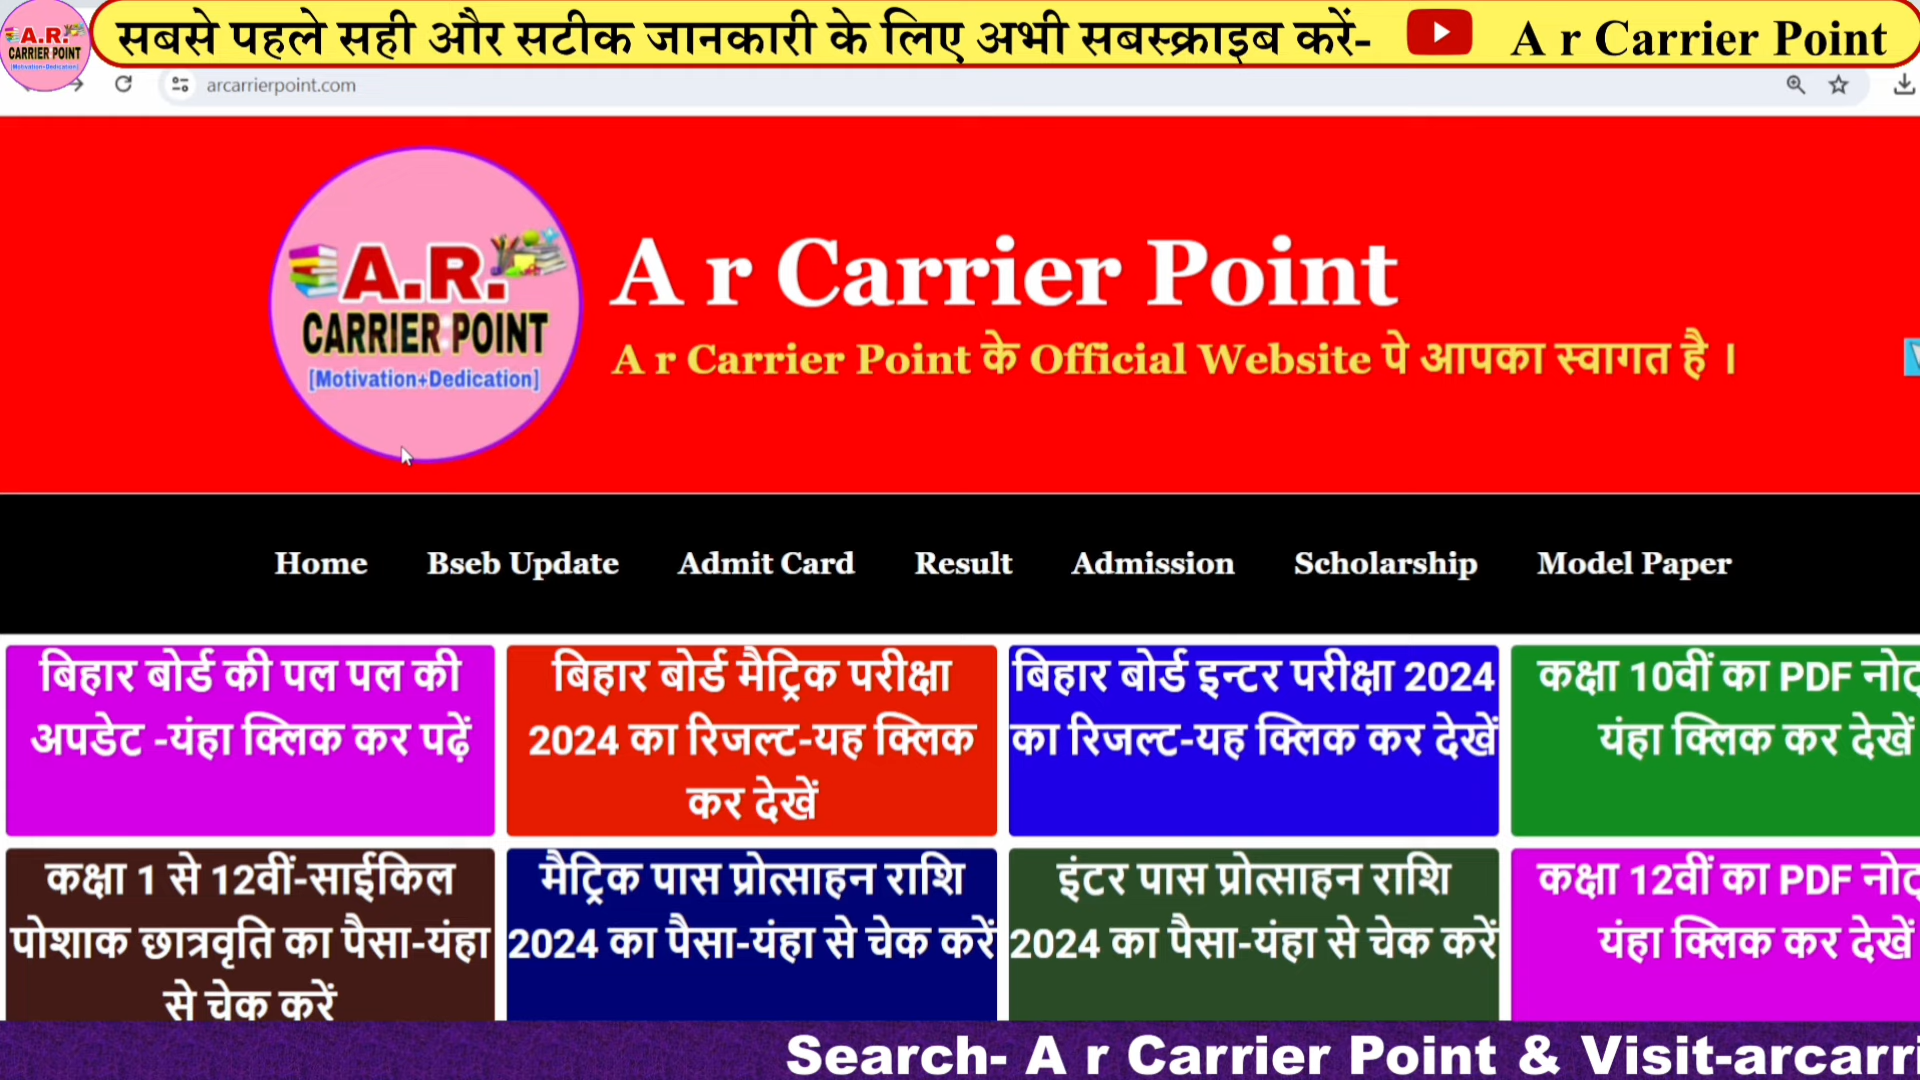 सबसे पहले सही और सटीक जानकारी के लिए अभी सबस्क्राइब करें- A r Carrier Point
A.R.
CARRIER POINT
[Motivation+Dedication]
arcarrierpoint.com
A.R.
CARRIER POINT
[Motivation+Dedication]
A r Carrier Point
A r Carrier Point के Official Website पे आपका स्वागत है ।
Home Bseb Update Admit Card Result Admission Scholarship Model Paper
बिहार बोर्ड की पल पल की
अपडेट -यंहा क्लिक कर पढ़ें
बिहार बोर्ड मैट्रिक परीक्षा
2024 का रिजल्ट-यह क्लिक
कर देखें
बिहार बोर्ड इन्टर परीक्षा 2024
का रिजल्ट-यह क्लिक कर देखें
कक्षा 10वीं का PDF
यंहा क्लिक कर देखें
कक्षा 1 से 12वीं-साईकिल
पोशाक छात्रवृति का पैसा-यंहा
से चेक करें
मैट्रिक पास प्रोत्साहन राशि
2024 का पैसा-यंहा से चेक करें
इंटर पास प्रोत्साहन राशि
2024 का पैसा-यंहा से चेक करें
कक्षा 12वीं का PDF
यंहा क्लिक कर देखें
Search- A r Carrier Point & Visit-arcarri